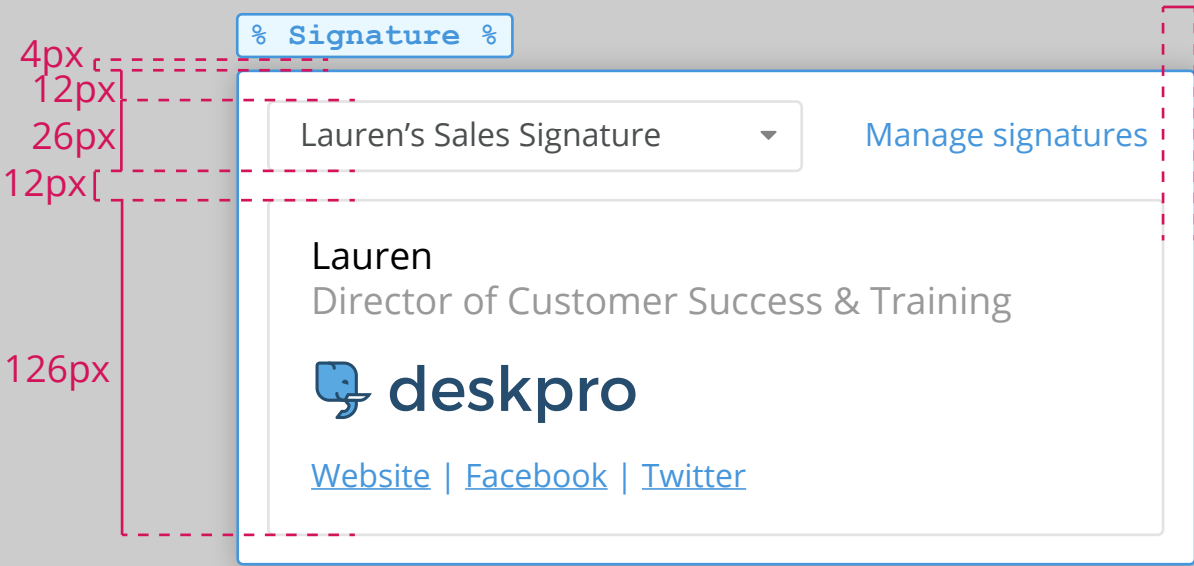 % Signature %
4px
12px
26px
12px
126px
Lauren’s Sales Signature
Manage signatures
Lauren
Director of Customer Success & Training
deskpro
Website | Facebook | Twitter